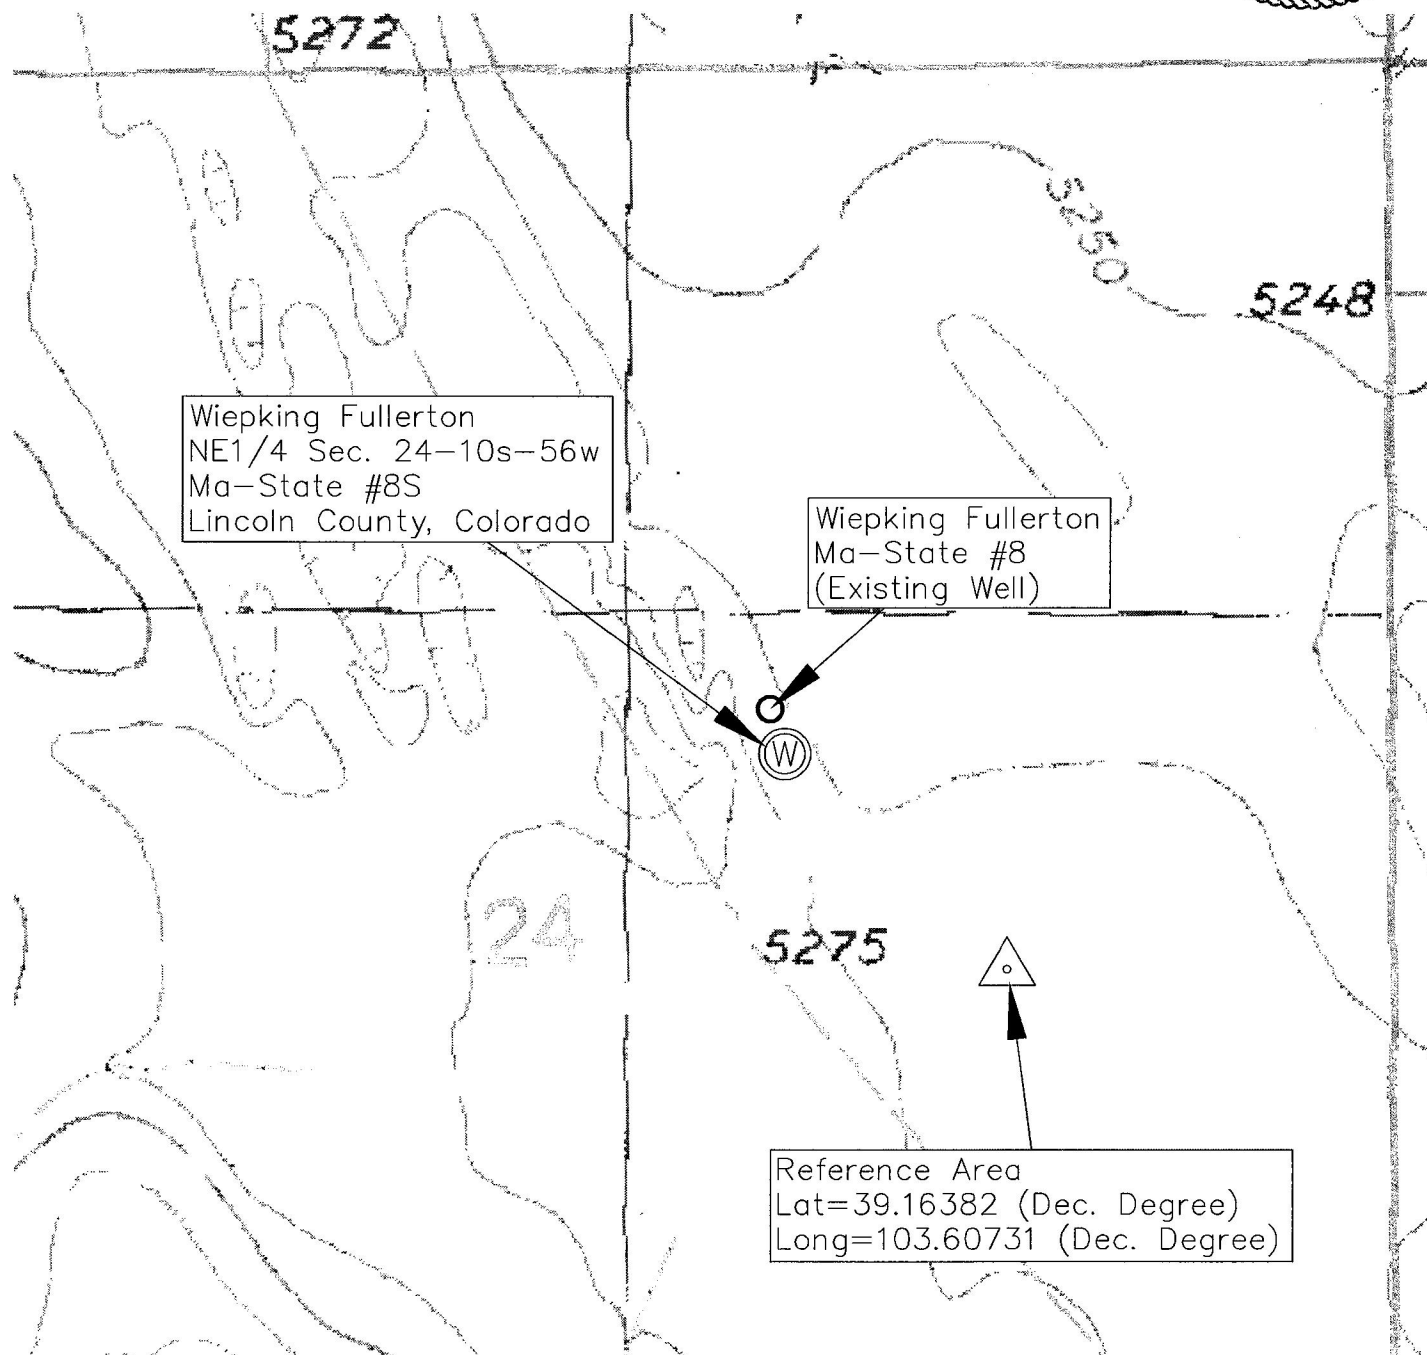 5272
5250
5248
Wiepking Fullerton
NE1/4 Sec. 24-10s-56w
Ma-State #8S
Lincoln County, Colorado
Wiepking Fullerton
Ma-State #8
(Existing Well)
W
24
5275
Reference Area
Lat=39.16382 (Dec. Degree)
Long=103.60731 (Dec. Degree)